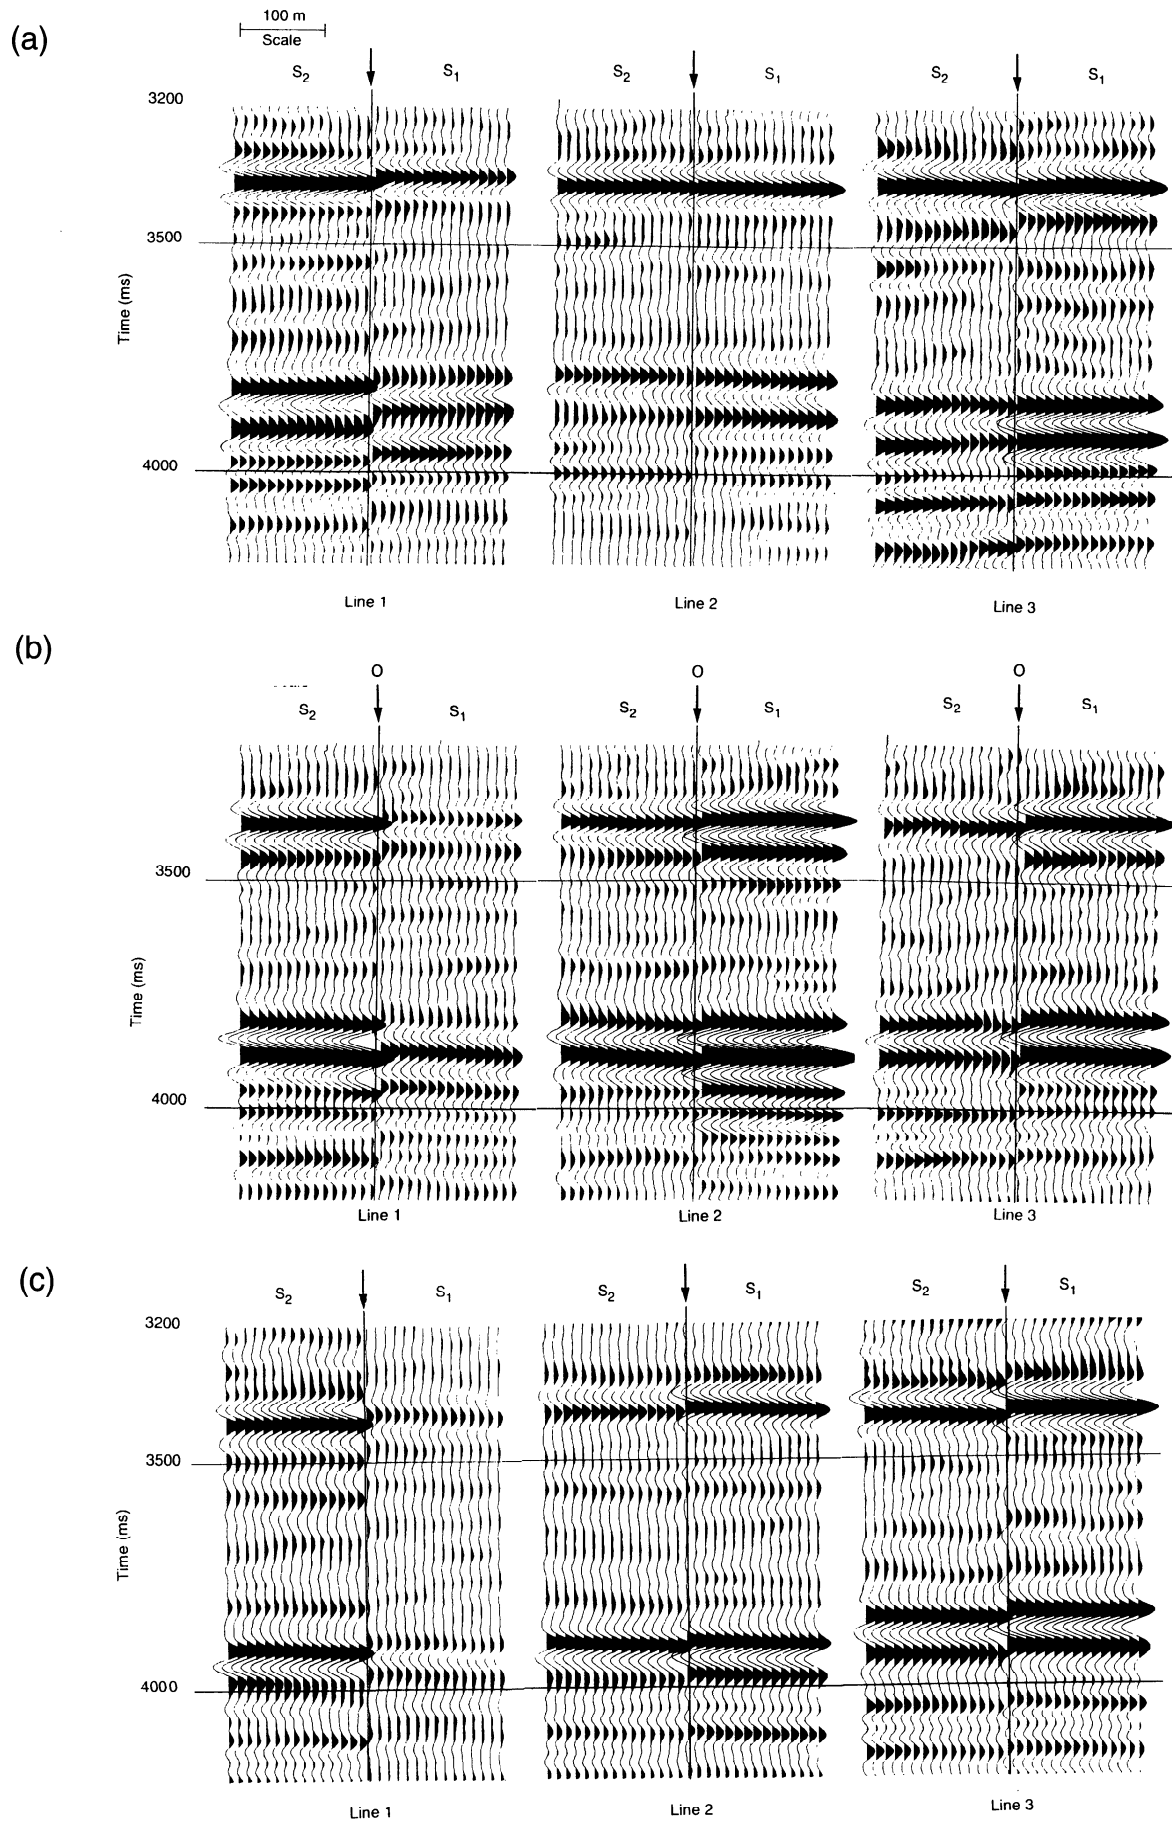 (a)
100 m
Scale
S2 S1 S2 S1 S2 S1
3200
3500
Time (ms)
4000
Line 1 Line 2 Line 3
(b)
O O O
S2 S1 S2 S1 S2 S1
3500
Time (ms)
4000
Line 1 Line 2 Line 3
(c)
S2 S1 S2 S1 S2 S1
3200
3500
Time (ms)
4000
Line 1 Line 2 Line 3